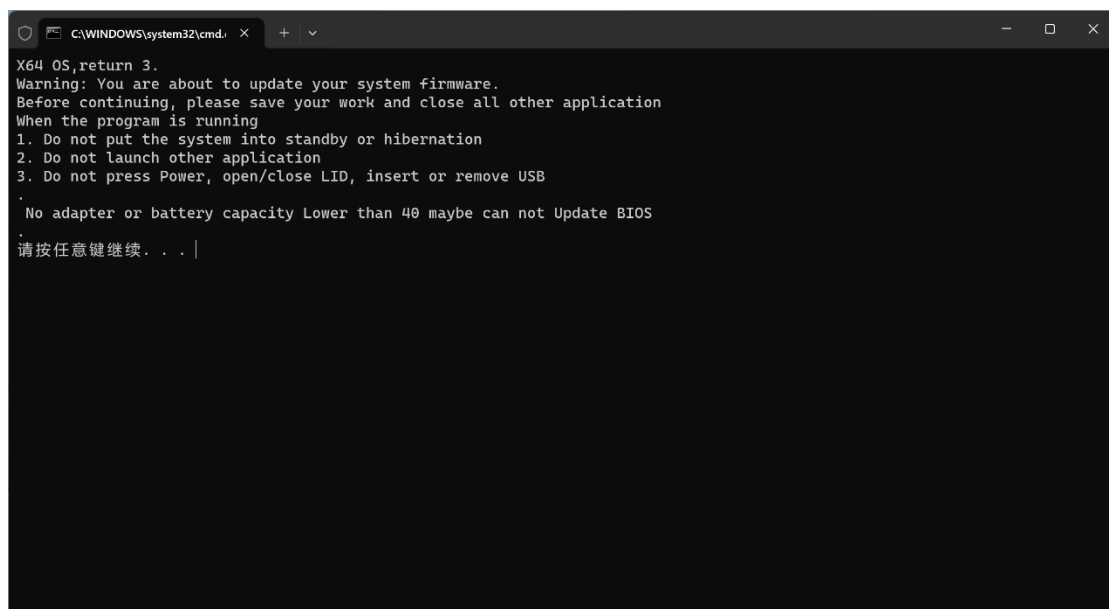 C:\WINDOWS\system32\cmd.
X64 OS,return 3.
Warning: You are about to update your system firmware.
Before continuing, please save your work and close all other application
When the program is running
1. Do not put the system into standby or hibernation
2. Do not launch other application
3. Do not press Power, open/close LID, insert or remove USB
.
No adapter or battery capacity Lower than 40 maybe can not Update BIOS
.
请按任意键继续. . .